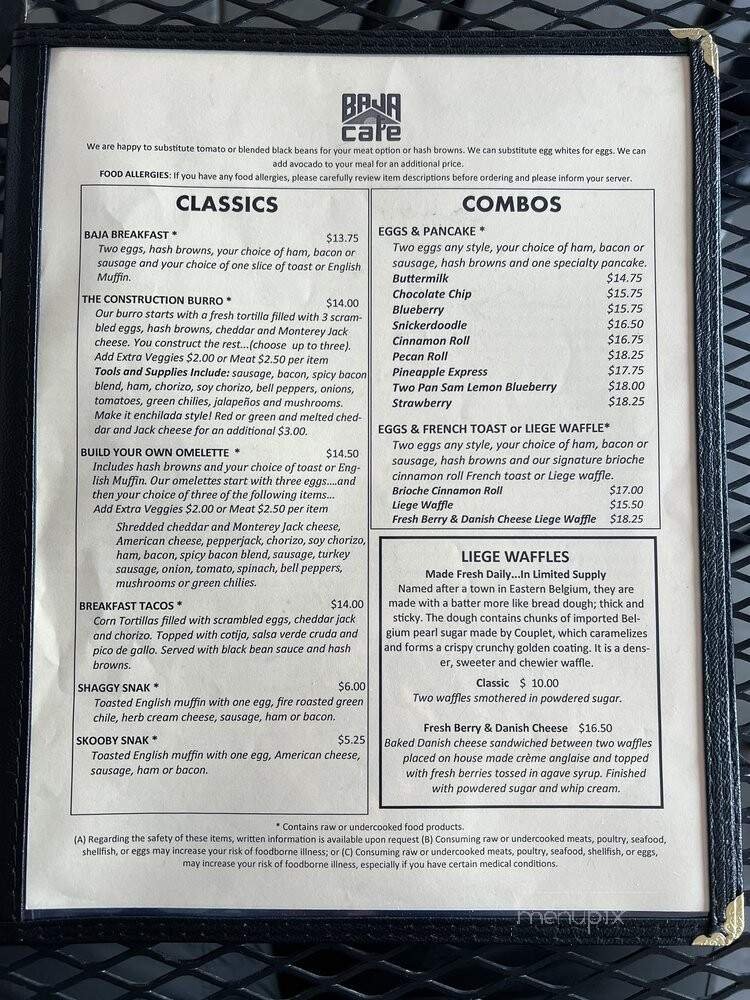 BAJA
cafe
We are happy to substitute tomato or blended black beans for your meat option or hash browns. We can substitute egg whites for eggs. We can
add avocado to your meal for an additional price.
FOOD ALLERGIES: If you have any food allergies, please carefully review item descriptions before ordering and please inform your server.
CLASSICS
BAJA BREAKFAST * $13.75
Two eggs, hash browns, your choice of ham, bacon or
sausage and your choice of one slice of toast or English
Muffin.
THE CONSTRUCTION BURRO * $14.00
Our burro starts with a fresh tortilla filled with 3 scram-
bled eggs, hash browns, cheddar and Monterey Jack
cheese. You construct the rest...(choose up to three).
Add Extra Veggies $2.00 or Meat $2.50 per item
Tools and Supplies Include: sausage, bacon, spicy bacon
blend, ham, chorizo, soy chorizo, bell peppers, onions,
tomatoes, green chilies, jalapeños and mushrooms.
Make it enchilada style! Red or green and melted ched-
dar and Jack cheese for an additional $3.00.
BUILD YOUR OWN OMELETTE * $14.50
Includes hash browns and your choice of toast or Eng-
lish Muffin. Our omelettes start with three eggs....and
then your choice of three of the following items...
Add Extra Veggies $2.00 or Meat $2.50 per item
Shredded cheddar and Monterey Jack cheese,
American cheese, pepperjack, chorizo, soy chorizo,
ham, bacon, spicy bacon blend, sausage, turkey
sausage, onion, tomato, spinach, bell peppers,
mushrooms or green chilies.
BREAKFAST TACOS * $14.00
Corn Tortillas filled with scrambled eggs, cheddar jack
and chorizo. Topped with cotija, salsa verde cruda and
pico de gallo. Served with black bean sauce and hash
browns.
SHAGGY SNAK * $6.00
Toasted English muffin with one egg, fire roasted green
chile, herb cream cheese, sausage, ham or bacon.
SKOOBY SNAK * $5.25
Toasted English muffin with one egg, American cheese,
sausage, ham or bacon.
COMBOS
EGGS & PANCAKE *
Two eggs any style, your choice of ham, bacon or
sausage, hash browns and one specialty pancake.
Buttermilk $14.75
Chocolate Chip $15.75
Blueberry $15.75
Snickerdoodle $16.50
Cinnamon Roll $16.75
Pecan Roll $18.25
Pineapple Express $17.75
Two Pan Sam Lemon Blueberry $18.00
Strawberry $18.25
EGGS & FRENCH TOAST or LIEGE WAFFLE*
Two eggs any style, your choice of ham, bacon or
sausage, hash browns and our signature brioche
cinnamon roll French toast or Liege waffle.
Brioche Cinnamon Roll $17.00
Liege Waffle $15.50
Fresh Berry & Danish Cheese Liege Waffle $18.25
LIEGE WAFFLES
Made Fresh Daily...In Limited Supply
Named after a town in Eastern Belgium, they are
made with a batter more like bread dough; thick and
sticky. The dough contains chunks of imported Bel-
gium pearl sugar made by Couplet, which caramelizes
and forms a crispy crunchy golden coating. It is a dens-
er, sweeter and chewier waffle.
Classic $ 10.00
Two waffles smothered in powdered sugar.
Fresh Berry & Danish Cheese $16.50
Baked Danish cheese sandwiched between two waffles
placed on house made crème anglaise and topped
with fresh berries tossed in agave syrup. Finished
with powdered sugar and whip cream.
* Contains raw or undercooked food products.
(A) Regarding the safety of these items, written information is available upon request (B) Consuming raw or undercooked meats, poultry, seafood,
shellfish, or eggs may increase your risk of foodborne illness; or (C) Consuming raw or undercooked meats, poultry, seafood, shellfish, or eggs,
may increase your risk of foodborne illness, especially if you have certain medical conditions.
menupix